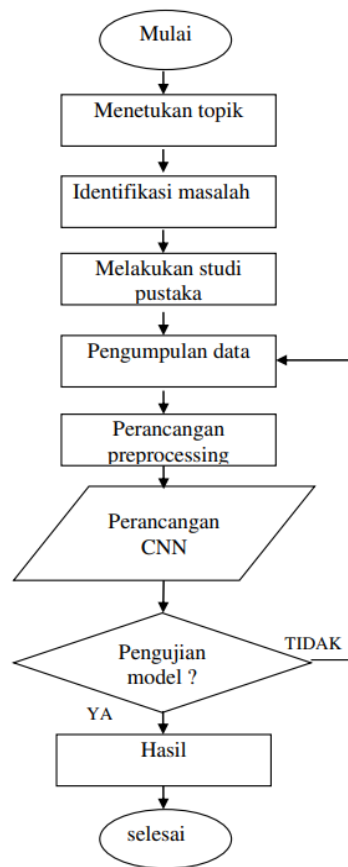 Mulai
Menetukan topik
Identifikasi masalah
Melakukan studi
pustaka
Pengumpulan data
Perancangan
preprocessing
Perancangan
CNN
Pengujian
model ?
TIDAK
YA
Hasil
selesai